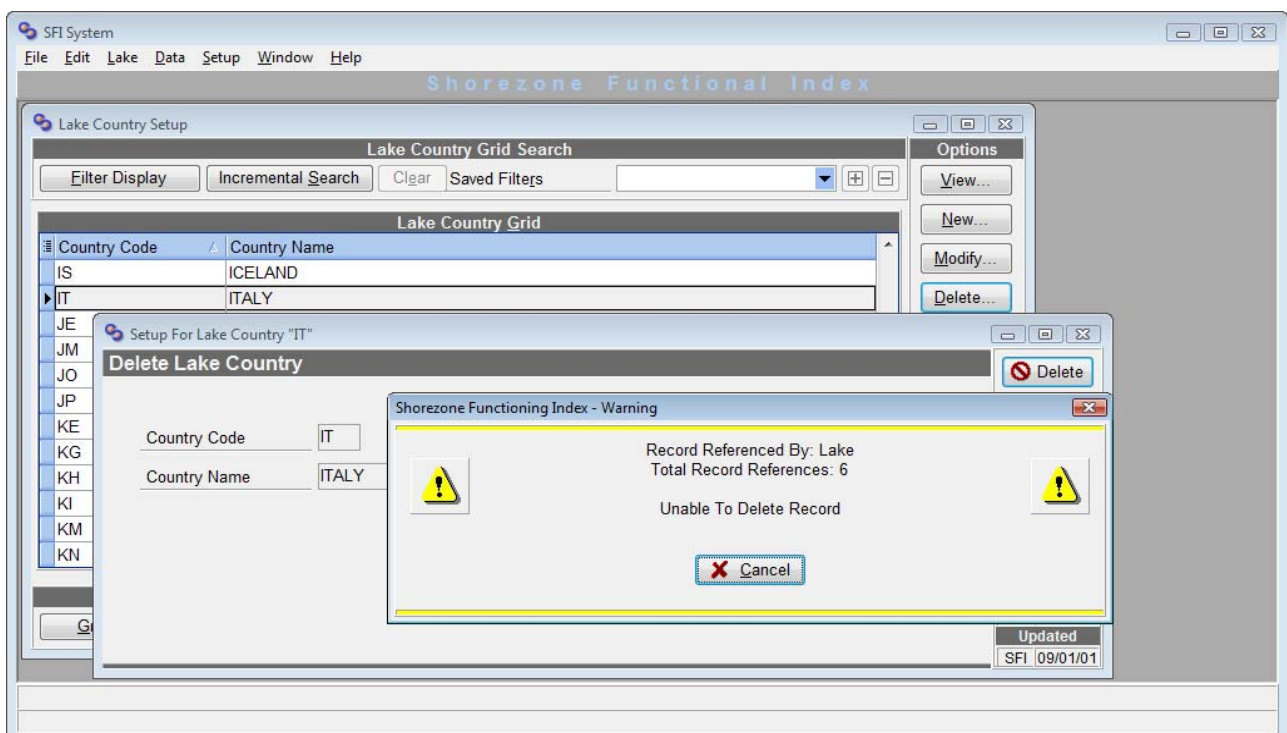 SFI System
File Edit Lake Data Setup Window Help
Shorezone Functional Index
Lake Country Setup
Lake Country Grid Search
Options
Filter Display Incremental Search Clear Saved Filters
View...
Lake Country Grid
New...
Country Code Country Name
Modify...
IS ICELAND
IT ITALY
Delete...
JE
JM
JO
JP
KE
KG
KH
KI
KM
KN
Setup For Lake Country "IT"
Delete Lake Country
Delete
Country Code IT
Country Name ITALY
Shorezone Functioning Index - Warning
Record Referenced By: Lake
Total Record References: 6
Unable To Delete Record
Cancel
Updated
SFI 09/01/01